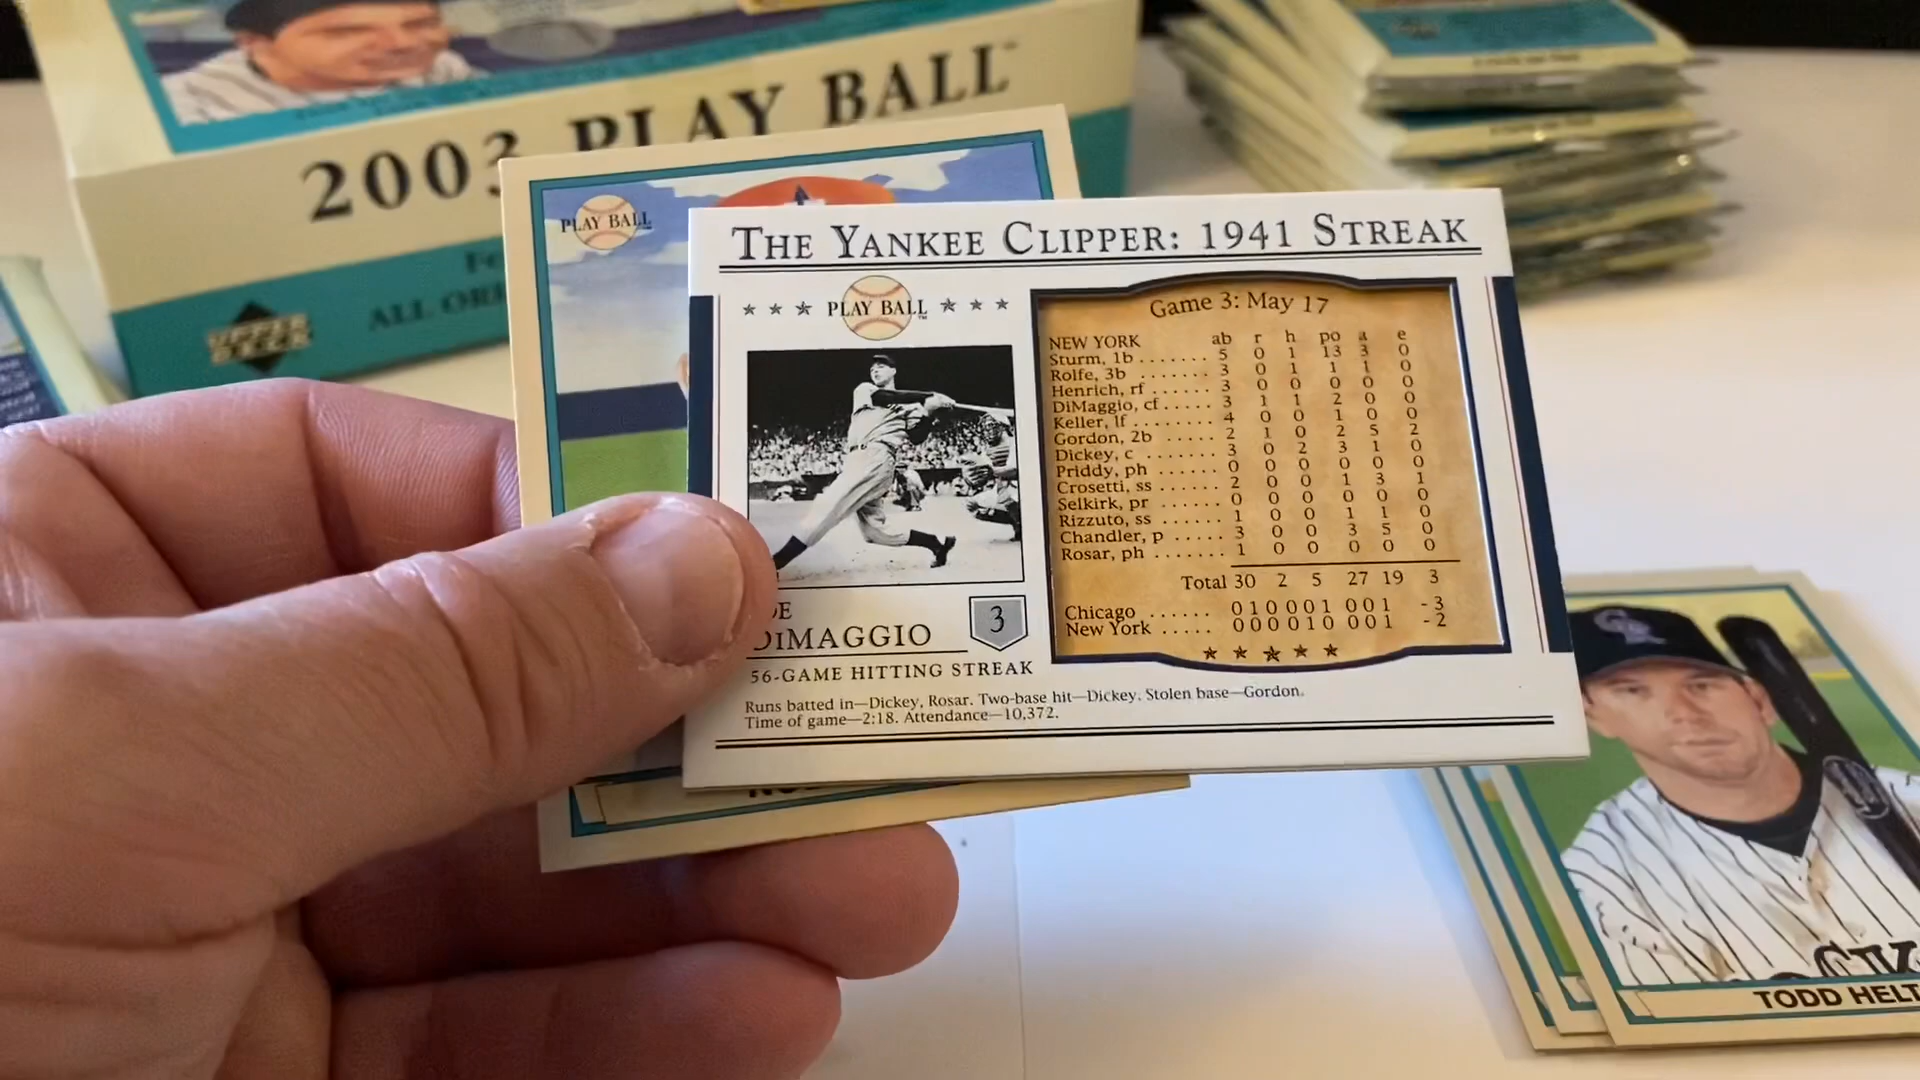 2003 PLAY BALL
UPPER DECK
PLAY BALL
THE YANKEE CLIPPER: 1941 STREAK
★ ★ ★ PLAY BALL ★ ★ ★
DIMAGGIO
3
56-GAME HITTING STREAK
Game 3: May 17
NEW YORK ab r h po a e
Sturm, 1b . . . . . . . 5 0 1 13 3 0
Rolfe, 3b . . . . . . . 3 0 1 1 1 0
Henrich, rf . . . . . . 3 0 0 0 0 0
DiMaggio, cf . . . . . 3 1 1 2 0 0
Keller, lf . . . . . . . . 4 0 0 1 0 0
Gordon, 2b . . . . . 2 1 0 2 5 2
Dickey, c . . . . . . . 3 0 2 3 1 0
Priddy, ph . . . . . . 0 0 0 0 0 0
Crosetti, ss . . . . . . 2 0 0 1 3 1
Selkirk, pr . . . . . . 0 0 0 0 0 0
Rizzuto, ss . . . . . . 1 0 0 1 1 0
Chandler, p . . . . . 3 0 0 3 5 0
Rosar, ph . . . . . . . 1 0 0 0 0 0
Total 30 2 5 27 19 3
Chicago . . . . . . 010 001 001 - 3
New York . . . . . 000 010 001 - 2
★ ★ ★ ★ ★
Runs batted in—Dickey, Rosar. Two-base hit—Dickey. Stolen base—Gordon.
Time of game—2:18. Attendance—10,372.
TODD HELT